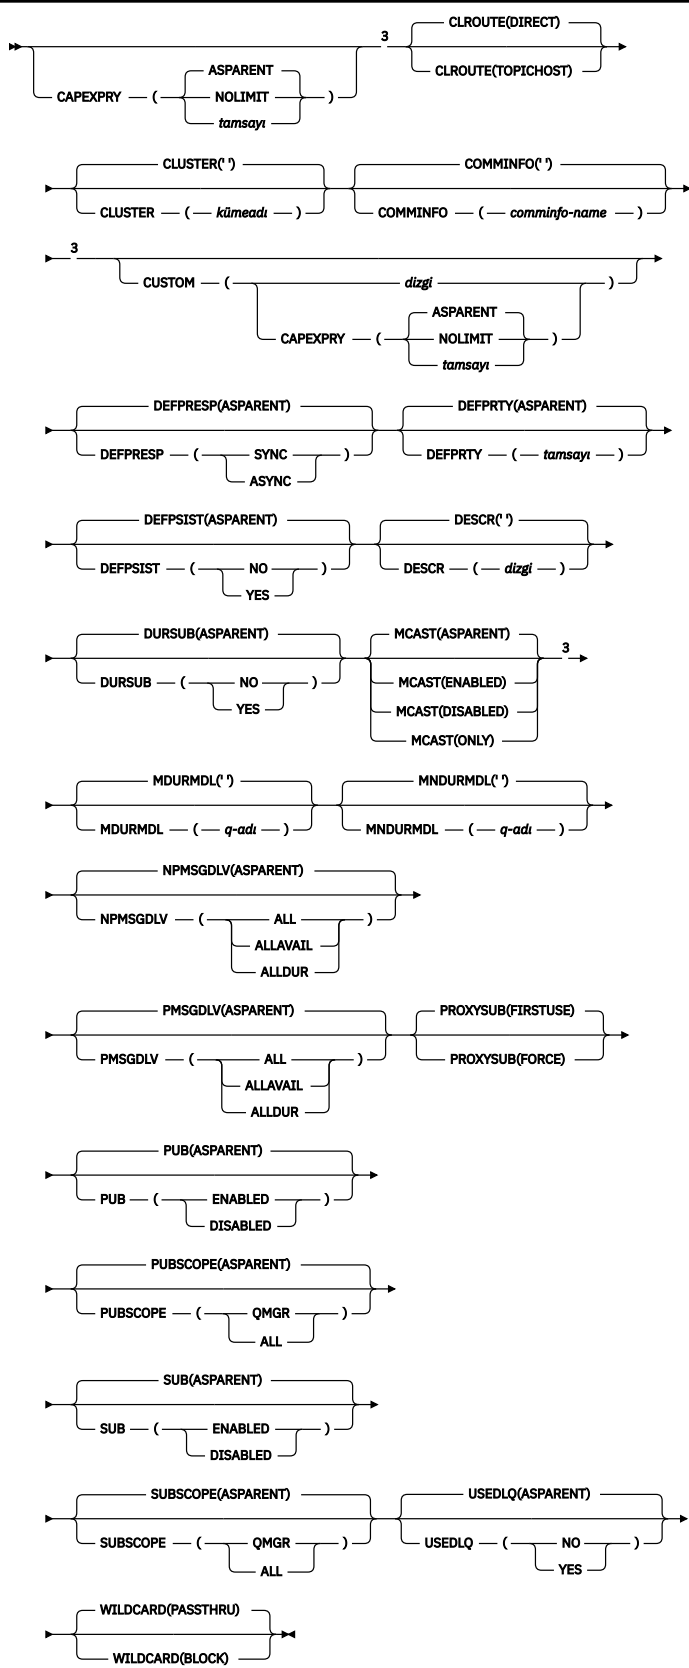 3
CLROUTE(DIRECT)
CLROUTE(TOPICHOST)
CAPEXPRY ( ASPARENT )
NOLIMIT
tamsayı
CLUSTER(' ')
CLUSTER ( kümeadı )
COMMINFO(' ')
COMMINFO ( comminfo-name )
3
CUSTOM ( dizgi )
CAPEXPRY ( ASPARENT )
NOLIMIT
tamsayı
DEFPRESP(ASPARENT)
DEFPRESP ( SYNC )
ASYNC
DEFPRTY(ASPARENT)
DEFPRTY ( tamsayı )
DEFPSIST(ASPARENT)
DEFPSIST ( NO )
YES
DESCR(' ')
DESCR ( dizgi )
DURSUB(ASPARENT)
DURSUB ( NO )
YES
MCAST(ASPARENT)
MCAST(ENABLED)
MCAST(DISABLED)
MCAST(ONLY)
3
MDURMDL(' ')
MDURMDL ( q-adı )
MNDURMDL(' ')
MNDURMDL ( q-adı )
NPMSGDLV(ASPARENT)
NPMSGDLV ( ALL )
ALLAVAIL
ALLDUR
PMSGDLV(ASPARENT)
PMSGDLV ( ALL )
ALLAVAIL
ALLDUR
PROXYSUB(FIRSTUSE)
PROXYSUB(FORCE)
PUB(ASPARENT)
PUB ( ENABLED )
DISABLED
PUBSCOPE(ASPARENT)
PUBSCOPE ( QMGR )
ALL
SUB(ASPARENT)
SUB ( ENABLED )
DISABLED
SUBSCOPE(ASPARENT)
SUBSCOPE ( QMGR )
ALL
USEDLQ(ASPARENT)
USEDLQ ( NO )
YES
WILDCARD(PASSTHRU)
WILDCARD(BLOCK)